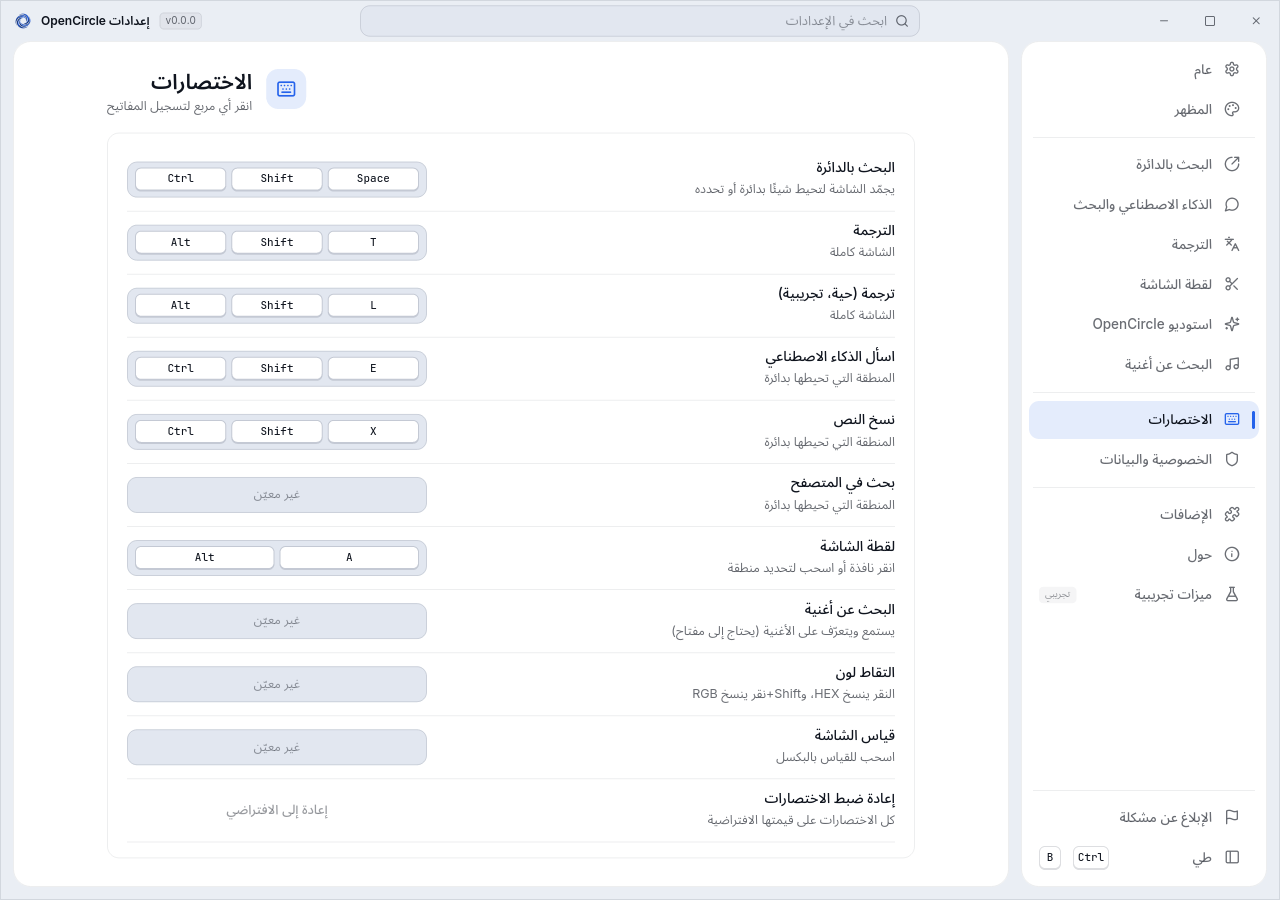 إعدادات OpenCircle
v0.0.0
ابحث في الإعدادات
عام
المظهر
البحث بالدائرة
الذكاء الاصطناعي والبحث
الترجمة
لقطة الشاشة
استوديو OpenCircle
البحث عن أغنية
الاختصارات
الخصوصية والبيانات
الإضافات
حول
ميزات تجريبية
تجريبي
الإبلاغ عن مشكلة
طي
Ctrl B
الاختصارات
انقر أي مربع لتسجيل المفاتيح
البحث بالدائرة
يجمّد الشاشة لتحيط شيئًا بدائرة أو تحدده
Ctrl Shift Space
الترجمة
الشاشة كاملة
Alt Shift T
ترجمة (حية، تجريبية)
الشاشة كاملة
Alt Shift L
اسأل الذكاء الاصطناعي
المنطقة التي تحيطها بدائرة
Ctrl Shift E
نسخ النص
المنطقة التي تحيطها بدائرة
Ctrl Shift X
بحث في المتصفح
المنطقة التي تحيطها بدائرة
غير معيّن
لقطة الشاشة
انقر نافذة أو اسحب لتحديد منطقة
Alt A
البحث عن أغنية
يستمع ويتعرّف على الأغنية (يحتاج إلى مفتاح)
غير معيّن
التقاط لون
النقر ينسخ HEX، وShift+نقر ينسخ RGB
غير معيّن
قياس الشاشة
اسحب للقياس بالبكسل
غير معيّن
إعادة ضبط الاختصارات
كل الاختصارات على قيمتها الافتراضية
إعادة إلى الافتراضي